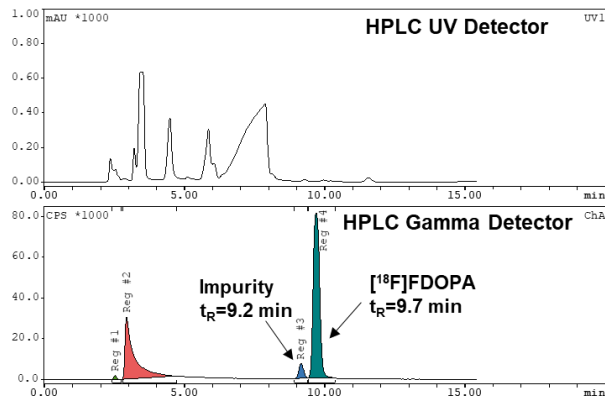 1.00
mAU *1000
HPLC UV Detector
UV1
0.80
0.60
0.40
0.20
0.00
0.00
5.00
10.00
15.00
min
80.0
CPS *1000
HPLC Gamma Detector
ChA
60.0
40.0
20.0
0.0
Reg #1
Reg #2
Impurity
tR=9.2 min
Reg #3
Reg #4
[18F]FDOPA
tR=9.7 min
0.00
5.00
10.00
15.00
min